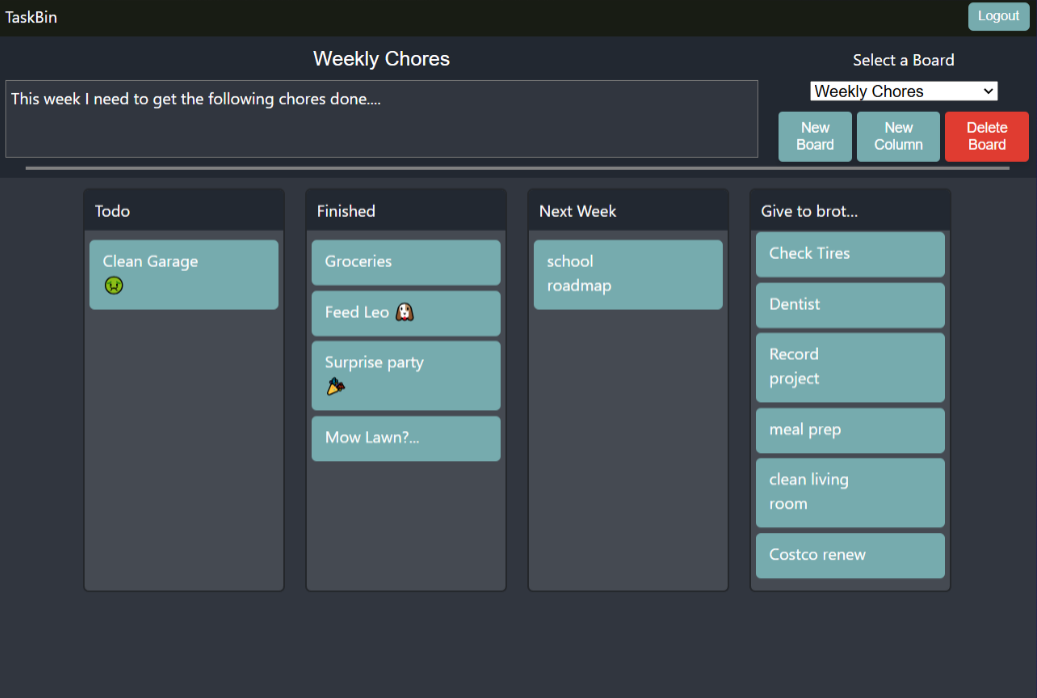 TaskBin
Logout
Weekly Chores
Select a Board
This week I need to get the following chores done....
Weekly Chores
New
Board
New
Column
Delete
Board
Todo
Clean Garage
🤢
Finished
Groceries
Feed Leo 🐶
Surprise party
🎉
Mow Lawn?...
Next Week
school
roadmap
Give to brot...
Check Tires
Dentist
Record
project
meal prep
clean living
room
Costco renew